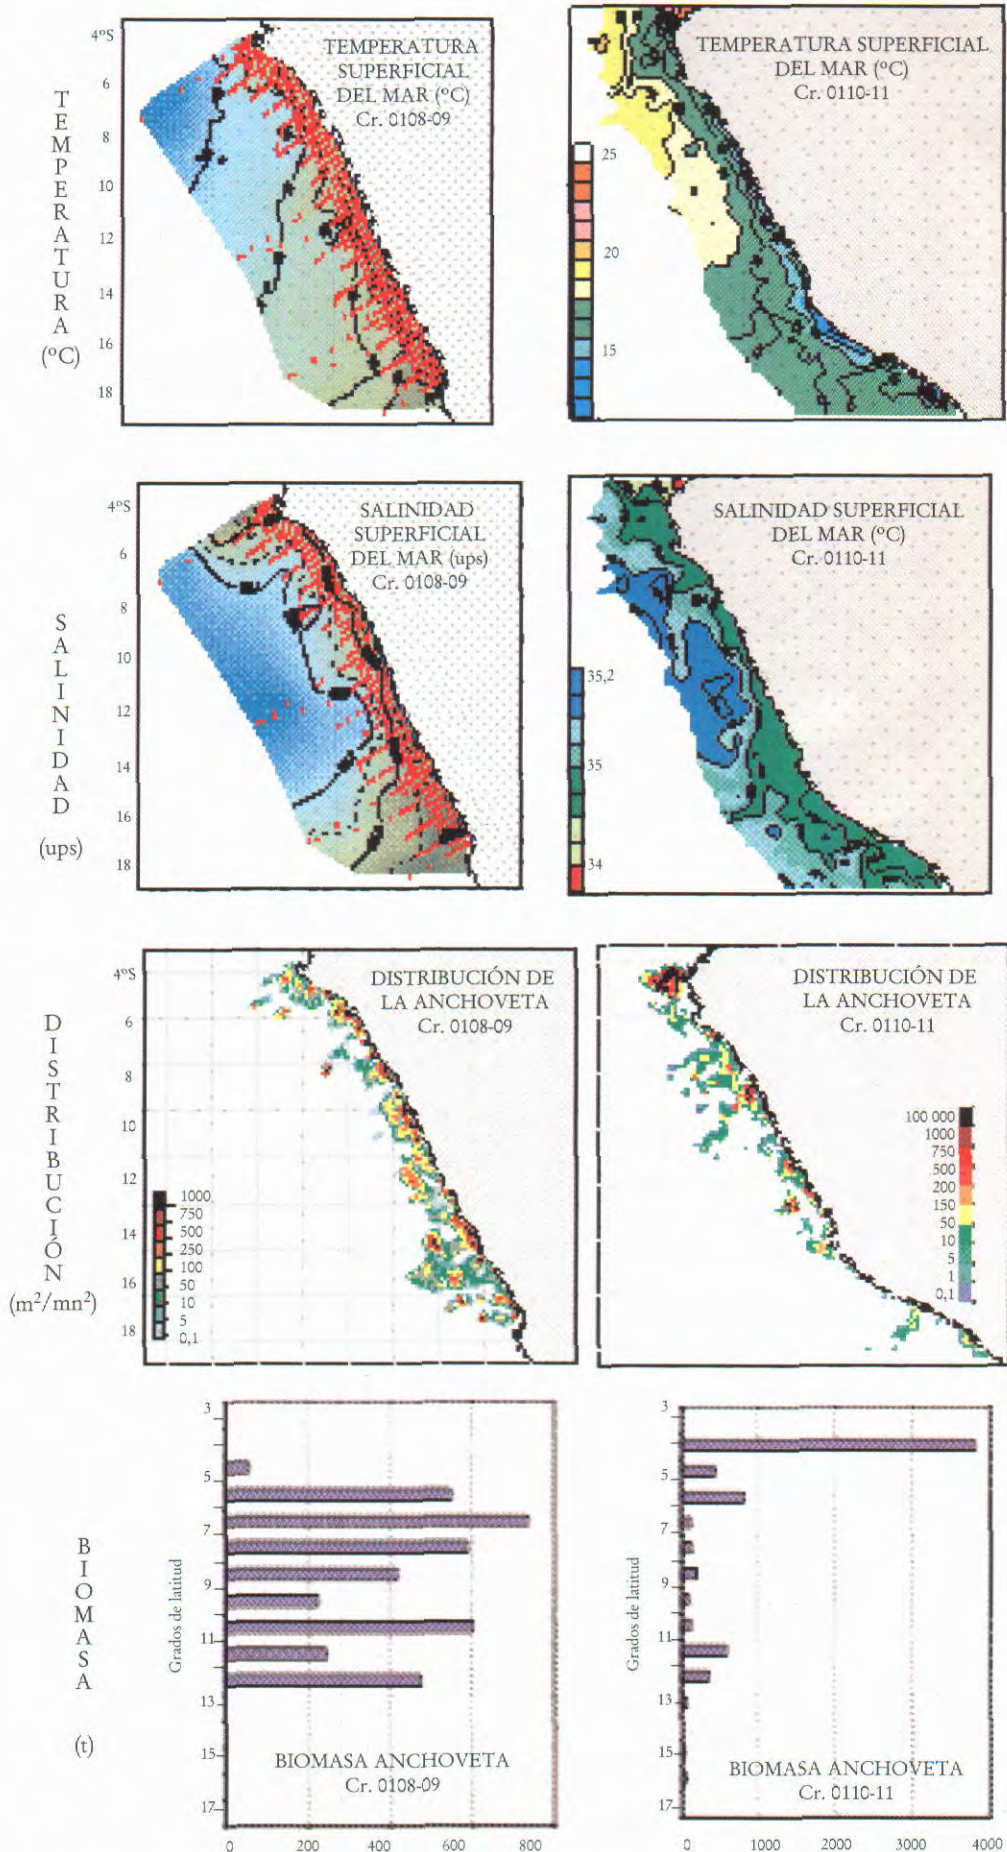 TEMPERATURA
(°C)
4°S
6
8
10
12
14
16
18
TEMPERATURA
SUPERFICIAL
DEL MAR (°C)
Cr. 0108-09
TEMPERATURA SUPERFICIAL
DEL MAR (°C)
Cr. 0110-11
25
20
15
SALINIDAD
(ups)
4°S
6
8
10
12
14
16
18
SALINIDAD
SUPERFICIAL
DEL MAR (ups)
Cr. 0108-09
SALINIDAD SUPERFICIAL
DEL MAR (°C)
Cr. 0110-11
35,2
35
34
DISTRIBUCIÓN
(m²/mn²)
4°S
6
8
10
12
14
16
18
DISTRIBUCIÓN DE
LA ANCHOVETA
Cr. 0108-09
1000
750
500
250
100
50
10
5
0,1
DISTRIBUCIÓN DE
LA ANCHOVETA
Cr. 0110-11
100 000
1000
750
500
200
150
50
10
5
1
0,1
BIOMASA
(t)
Grados de latitud
3
5
7
9
11
13
15
17
BIOMASA ANCHOVETA
Cr. 0108-09
0 200 400 600 800
Grados de latitud
3
5
7
9
11
13
15
17
BIOMASA ANCHOVETA
Cr. 0110-11
0 1000 2000 3000 4000